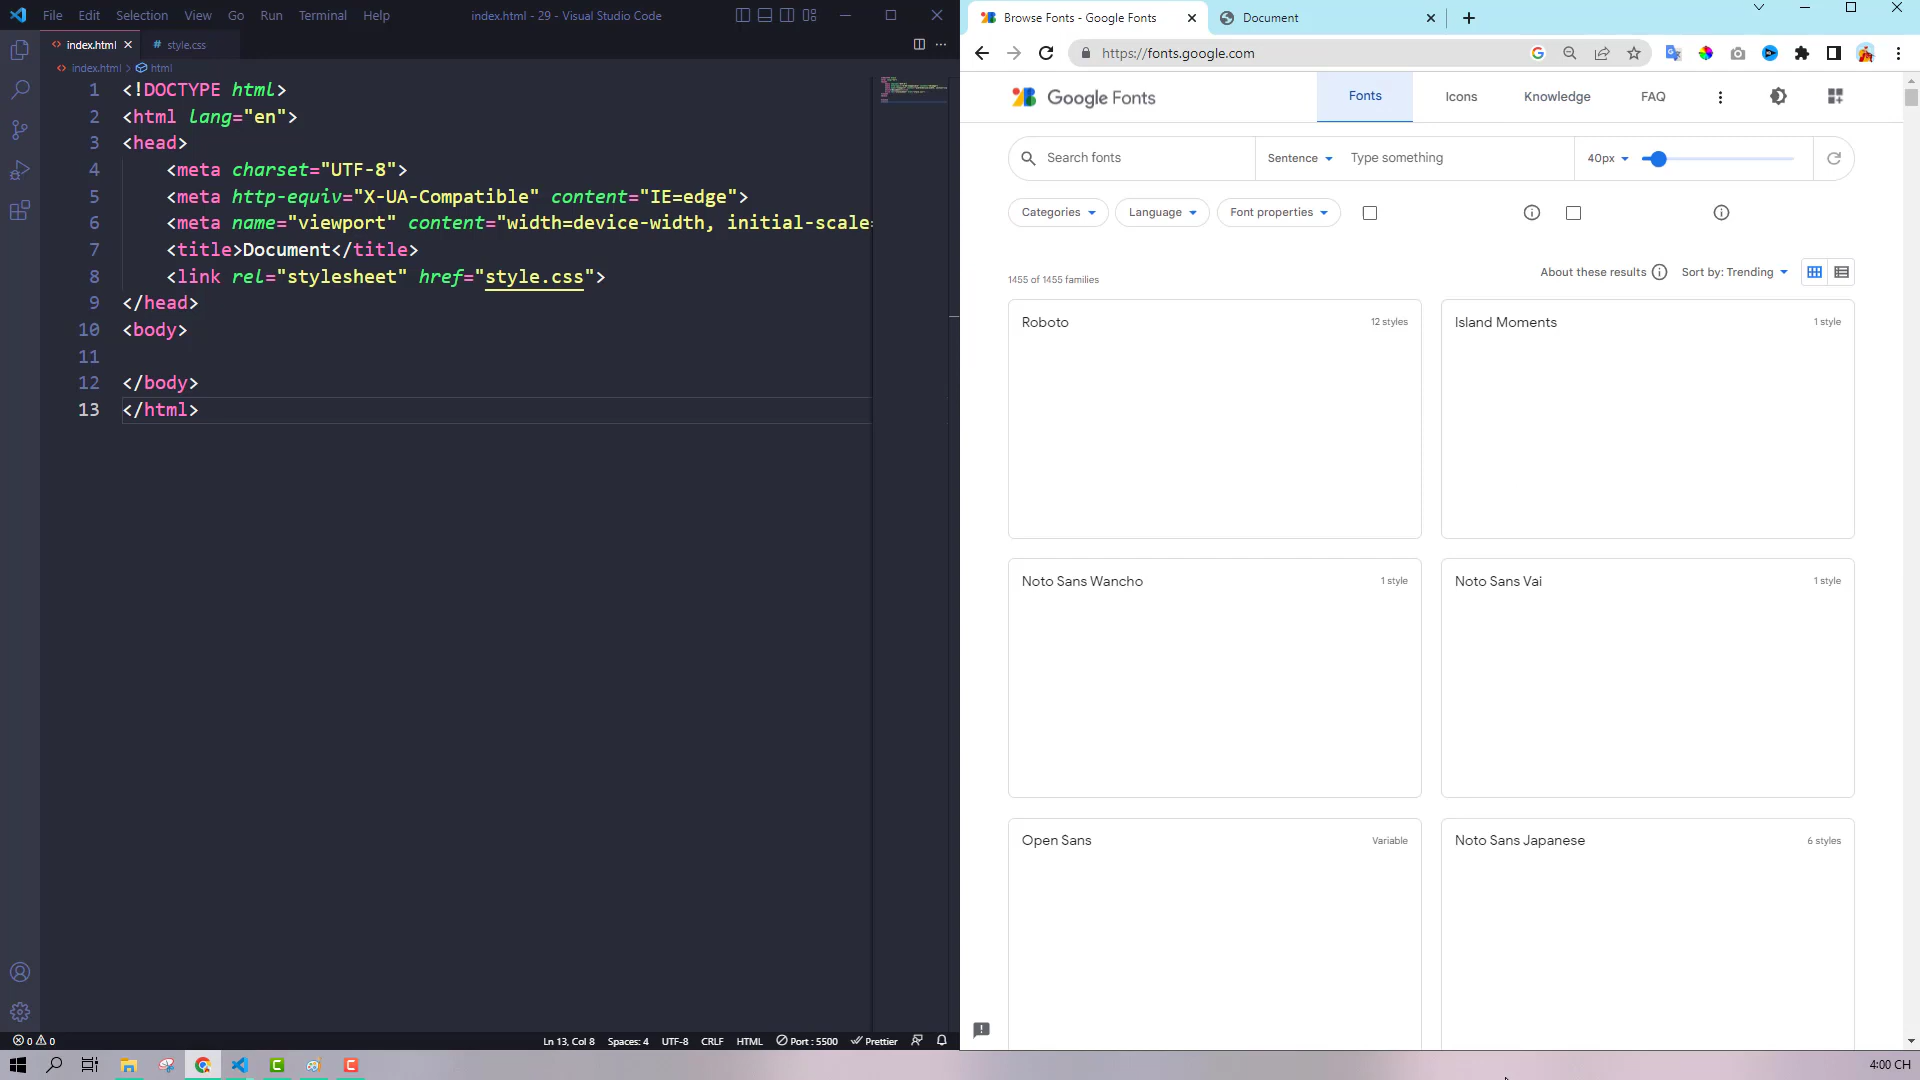 File Edit Selection View Go Run Terminal Help index.html - 29 - Visual Studio Code
index.html style.css
index.html > html
1 <!DOCTYPE html>
2 <html lang="en">
3 <head>
4 <meta charset="UTF-8">
5 <meta http-equiv="X-UA-Compatible" content="IE=edge">
6 <meta name="viewport" content="width=device-width, initial-scale=
7 <title>Document</title>
8 <link rel="stylesheet" href="style.css">
9 </head>
10 <body>
11
12 </body>
13 </html>
0 0 Ln 13, Col 8 Spaces: 4 UTF-8 CRLF HTML Port : 5500 Prettier
Browse Fonts - Google Fonts Document
https://fonts.google.com
Google Fonts Fonts Icons Knowledge FAQ
Search fonts Sentence Type something 40px
Categories Language Font properties
1455 of 1455 families About these results Sort by: Trending
Roboto 12 styles Island Moments 1 style
Noto Sans Wancho 1 style Noto Sans Vai 1 style
Open Sans Variable Noto Sans Japanese 6 styles
4:00 CH